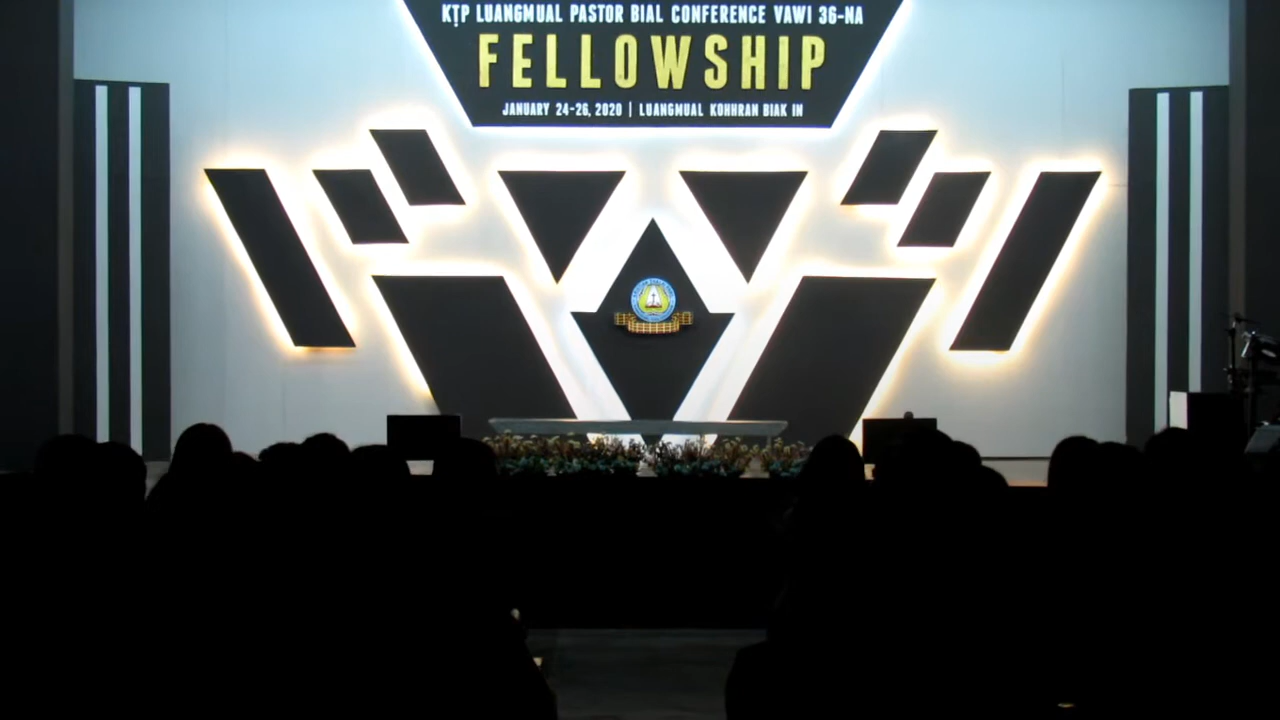 KṬP LUANGMUAL PASTOR BIAL CONFERENCE VAWI 36-NA
FELLOWSHIP
JANUARY 24-26, 2020 | LUANGMUAL KOHHRAN BIAK IN